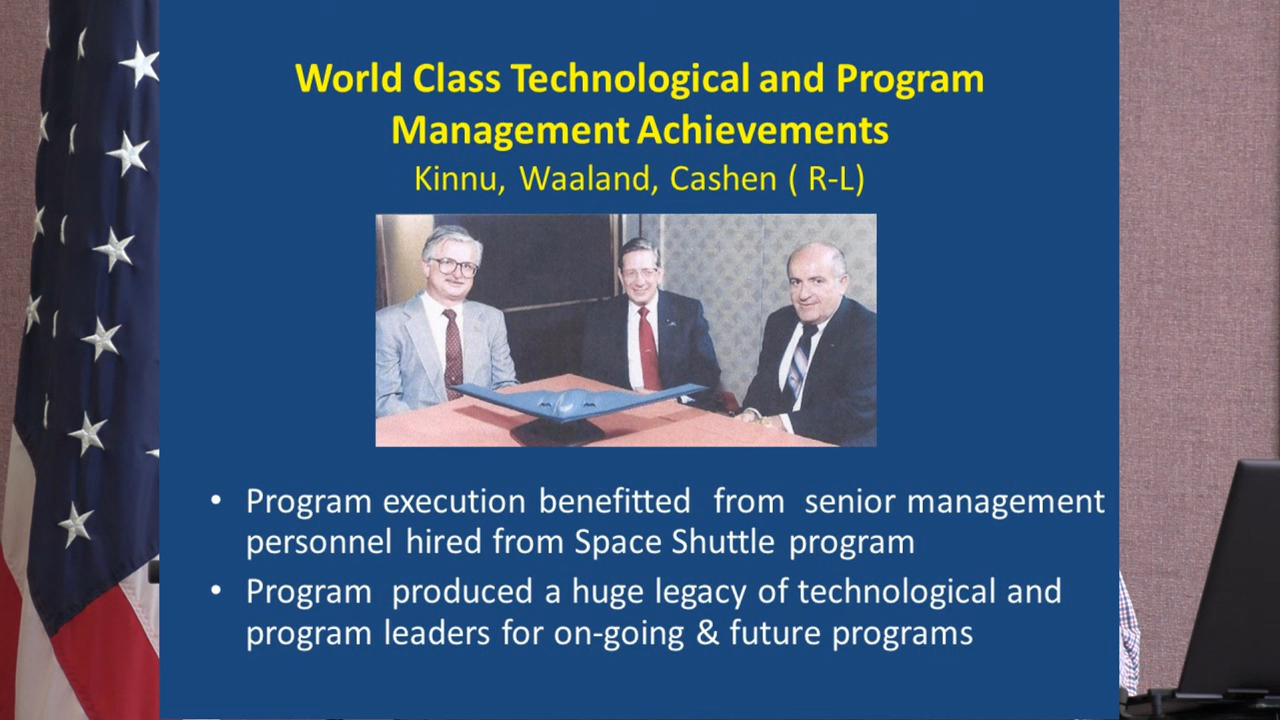 World Class Technological and Program
Management Achievements
Kinnu, Waaland, Cashen ( R-L)
• Program execution benefitted from senior management
personnel hired from Space Shuttle program
• Program produced a huge legacy of technological and
program leaders for on-going & future programs